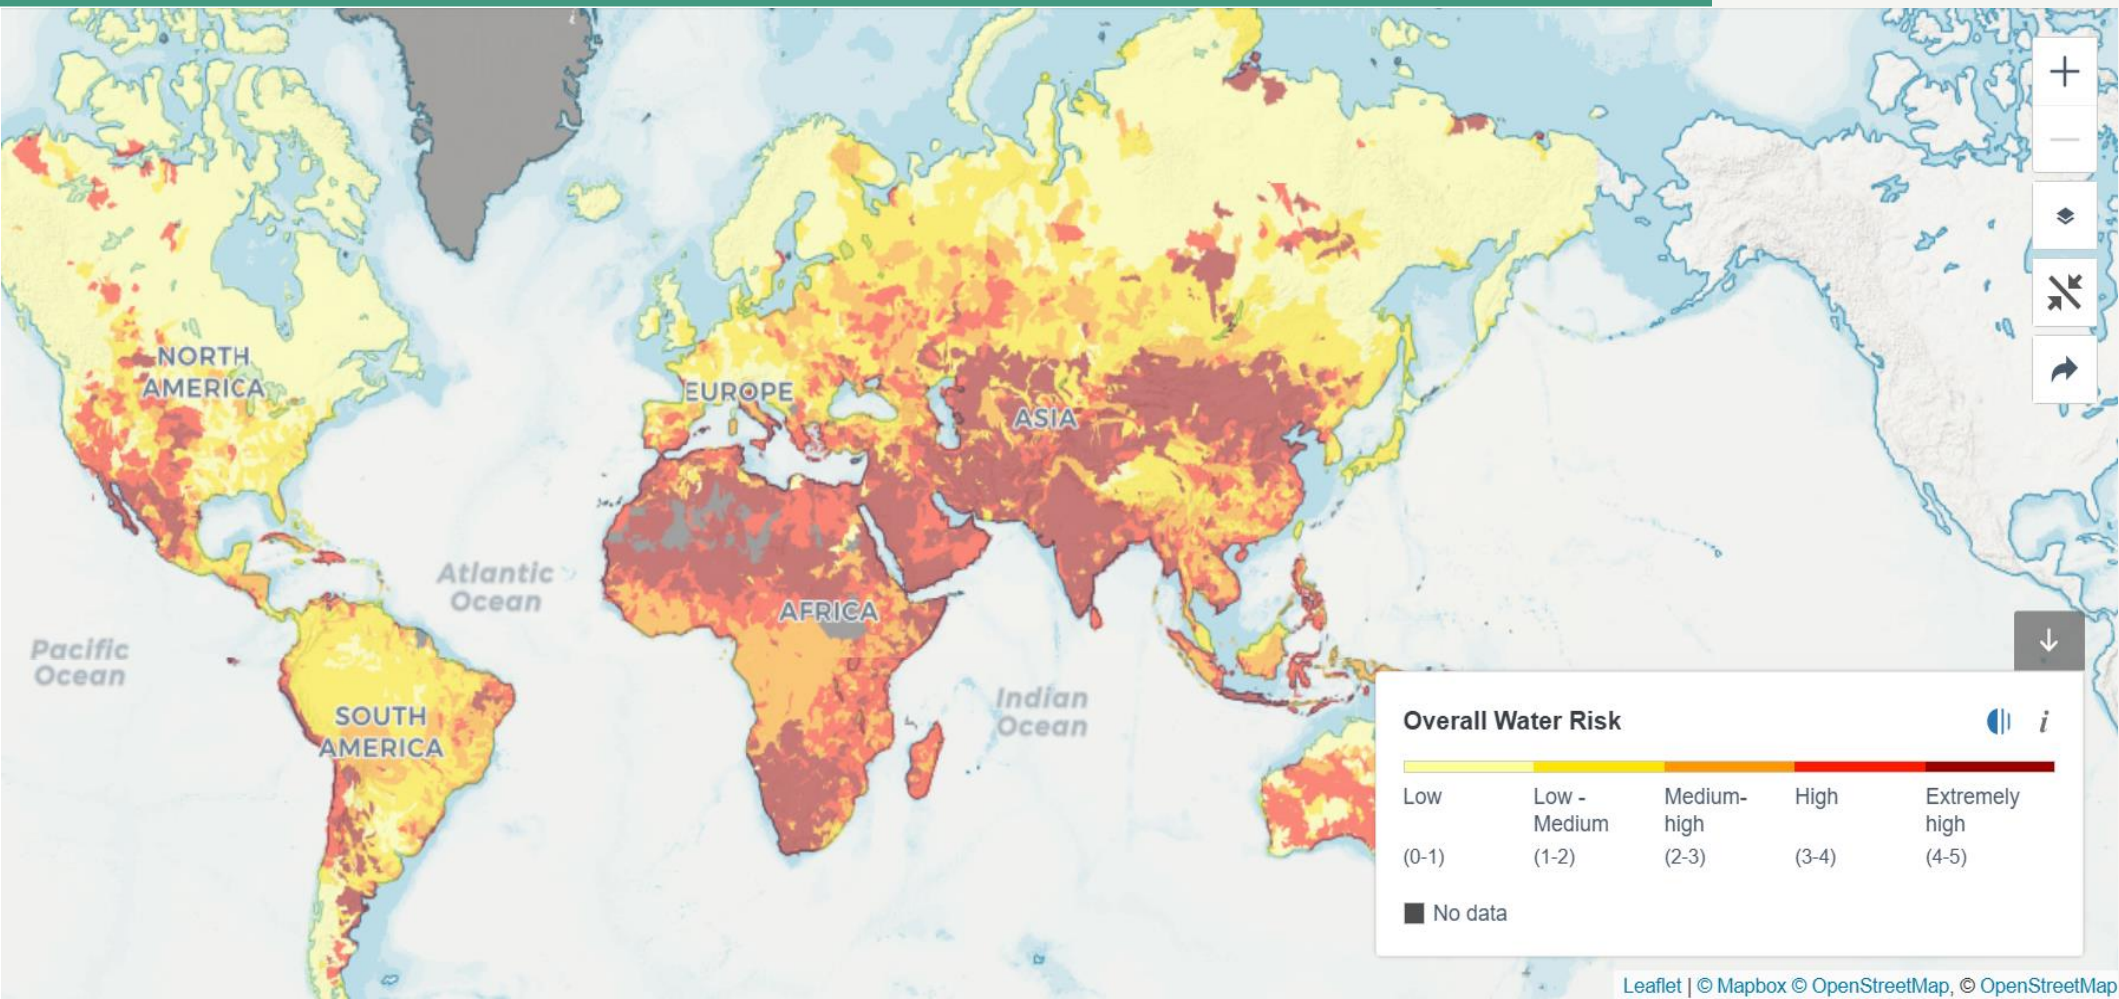 NORTH
AMERICA
EUROPE
ASIA
Atlantic
Ocean
AFRICA
Pacific
Ocean
SOUTH
AMERICA
Indian
Ocean
Overall Water Risk
i
Low
Low -
Medium
Medium-
high
High
Extremely
high
(0-1)
(1-2)
(2-3)
(3-4)
(4-5)
No data
Leaflet | © Mapbox © OpenStreetMap, © OpenStreetMap